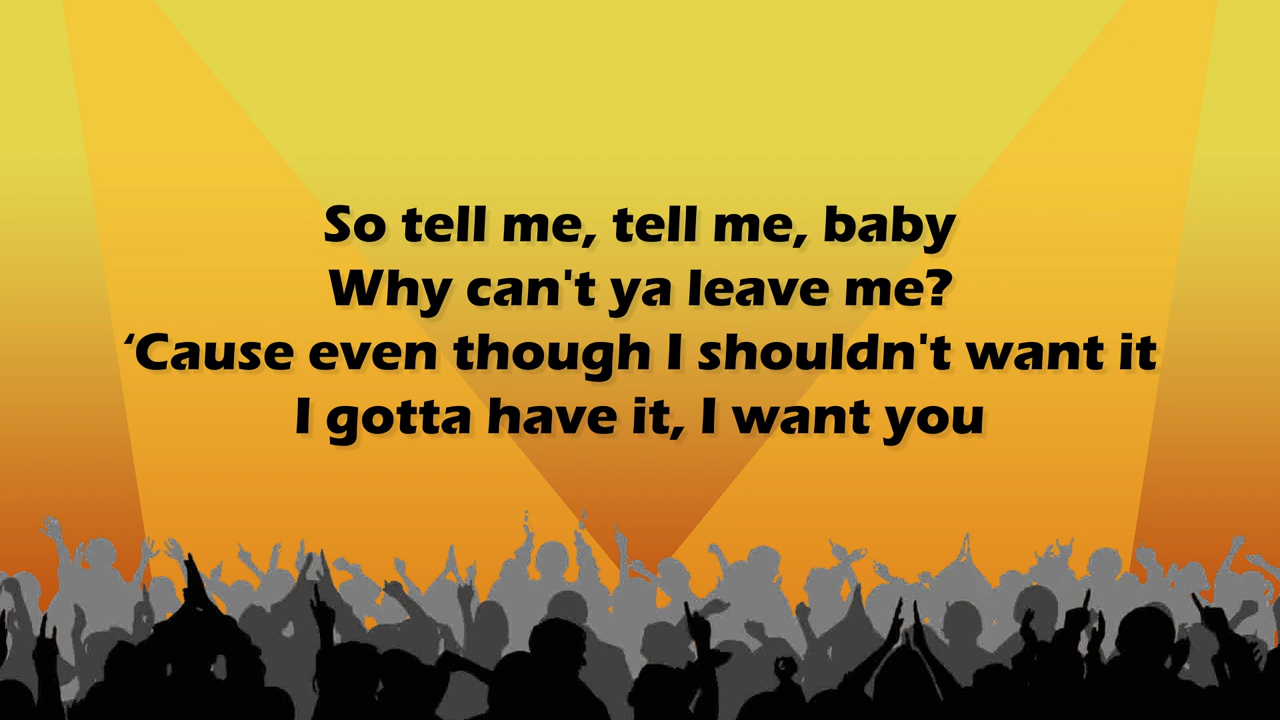 So tell me, tell me, baby
Why can't ya leave me?
‘Cause even though I shouldn't want it
I gotta have it, I want you